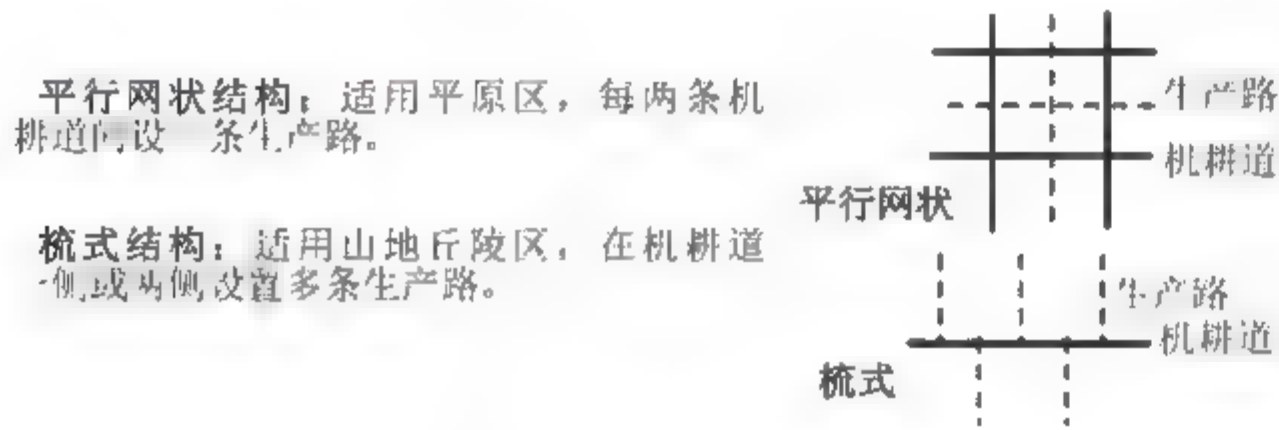 平行网状结构：适用平原区，每两条机
耕道间设一条生产路。
梳式结构：适用山地丘陵区，在机耕道
一侧或两侧设置多条生产路。
生产路
机耕道
平行网状
生产路
机耕道
梳式